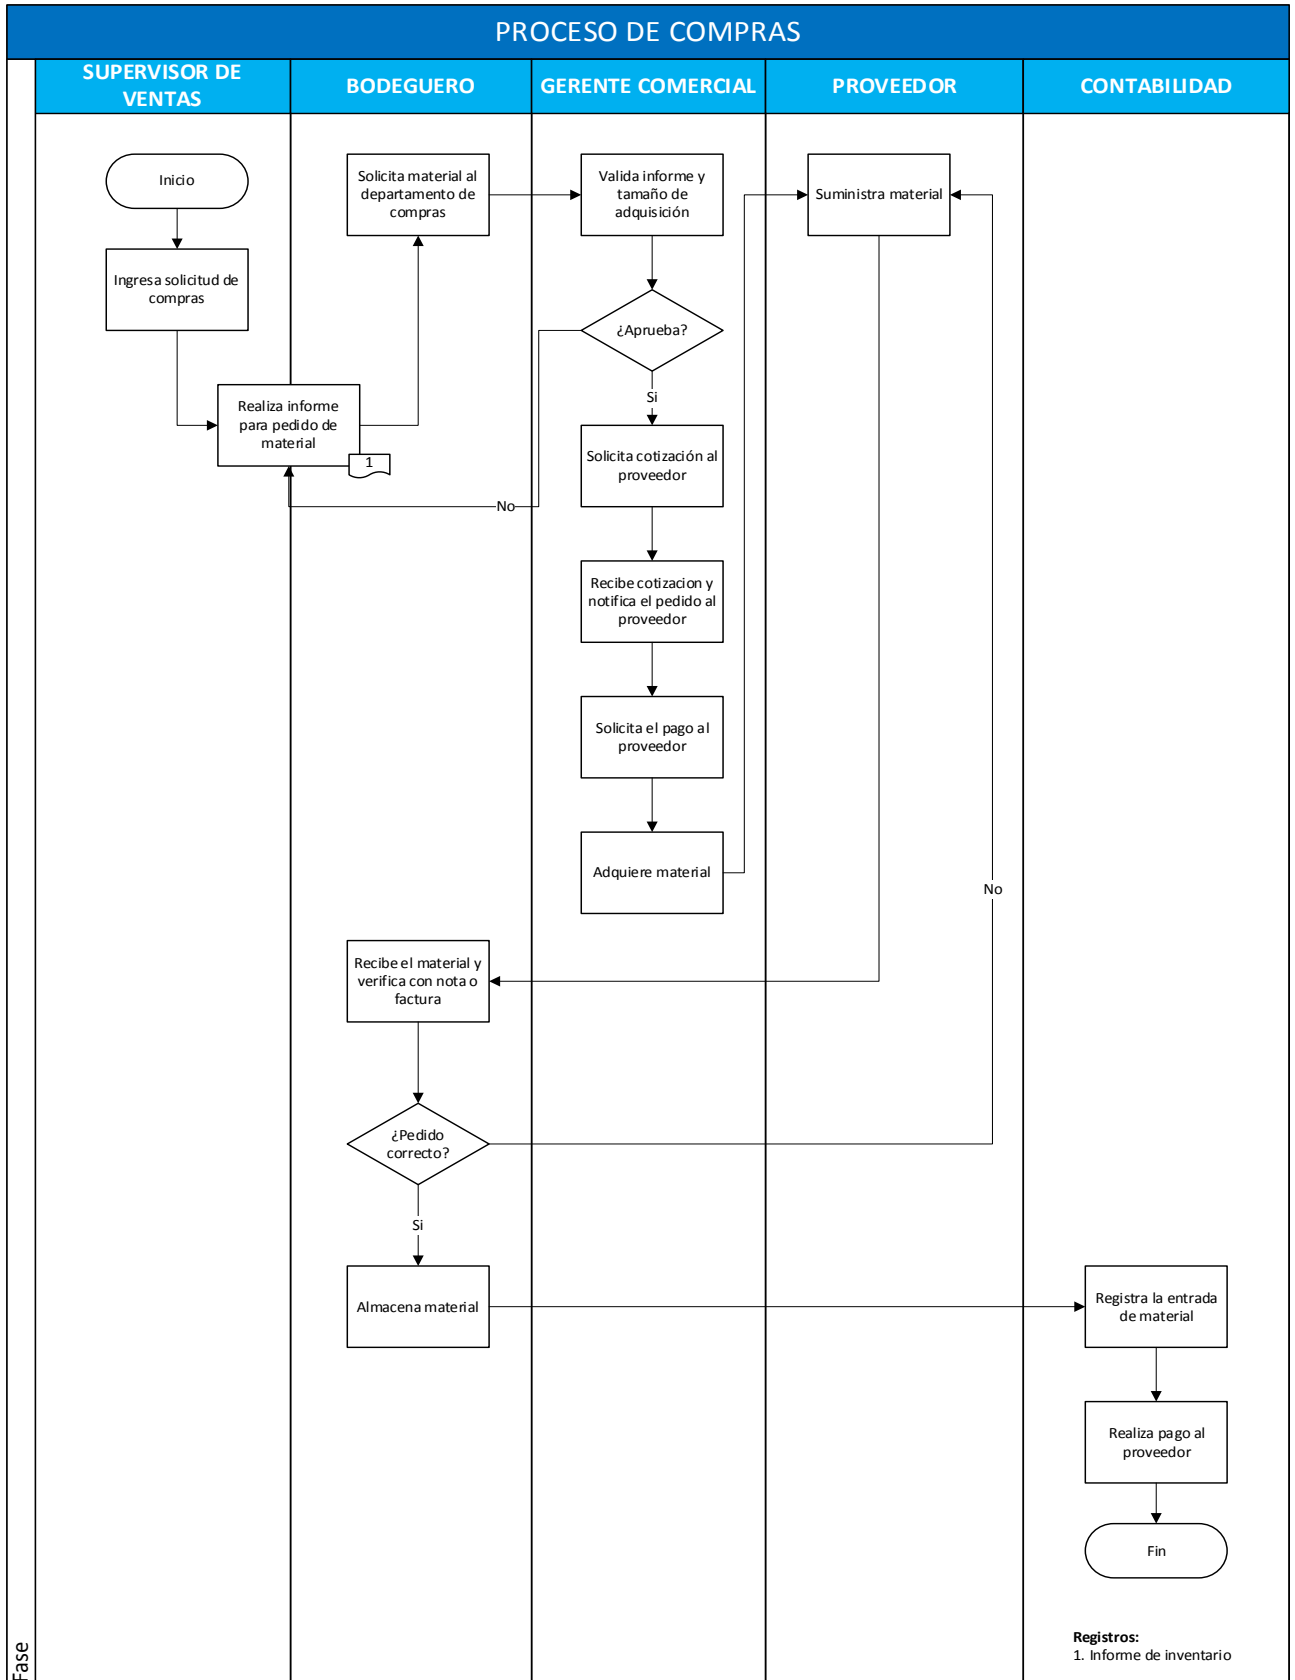 PROCESO DE COMPRAS
SUPERVISOR DE
VENTAS
BODEGUERO
GERENTE COMERCIAL
PROVEEDOR
CONTABILIDAD
Inicio
Ingresa solicitud de
compras
Realiza informe
para pedido de
material
1
Solicita material al
departamento de
compras
Valida informe y
tamaño de
adquisición
¿Aprueba?
Si
No
Solicita cotización al
proveedor
Recibe cotizacion y
notifica el pedido al
proveedor
Solicita el pago al
proveedor
Adquiere material
Suministra material
No
Recibe el material y
verifica con nota o
factura
¿Pedido
correcto?
Si
Almacena material
Registra la entrada
de material
Realiza pago al
proveedor
Fin
Registros:
1. Informe de inventario
Fase